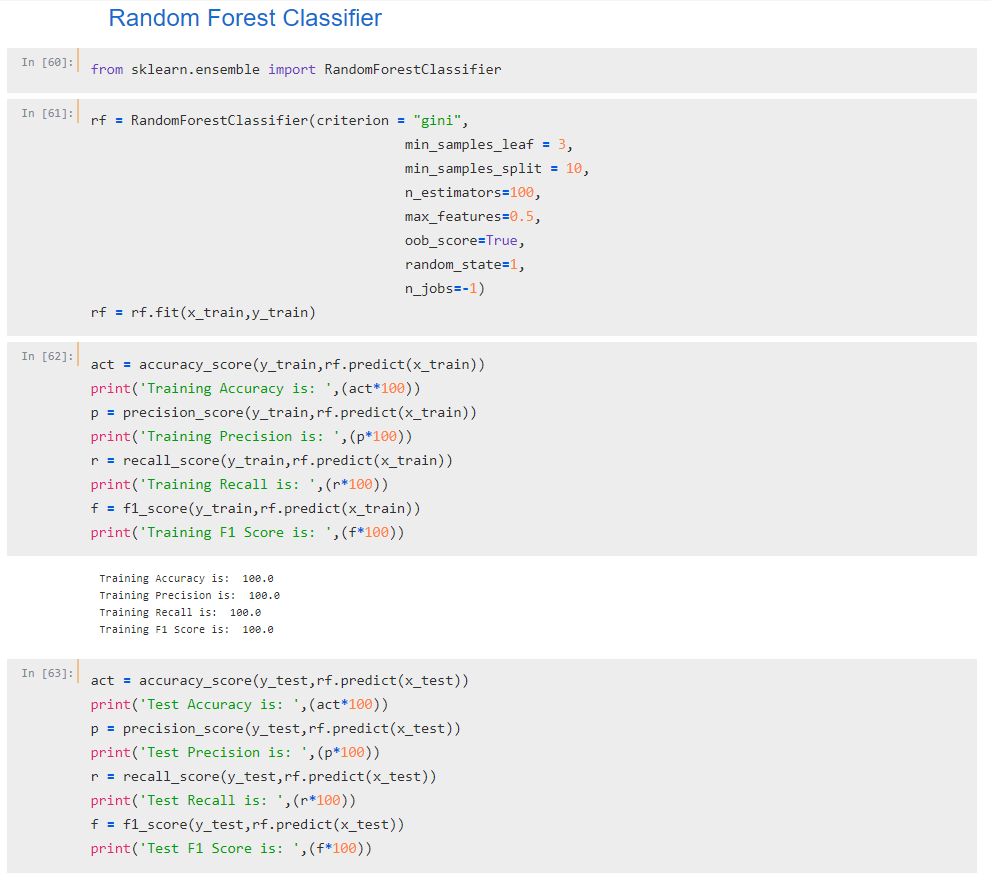 Random Forest Classifier
In [60]:
from sklearn.ensemble import RandomForestClassifier
In [61]:
rf = RandomForestClassifier(criterion = "gini",
min_samples_leaf = 3,
min_samples_split = 10,
n_estimators=100,
max_features=0.5,
oob_score=True,
random_state=1,
n_jobs=-1)
rf = rf.fit(x_train,y_train)
In [62]:
act = accuracy_score(y_train,rf.predict(x_train))
print('Training Accuracy is: ',(act*100))
p = precision_score(y_train,rf.predict(x_train))
print('Training Precision is: ',(p*100))
r = recall_score(y_train,rf.predict(x_train))
print('Training Recall is: ',(r*100))
f = f1_score(y_train,rf.predict(x_train))
print('Training F1 Score is: ',(f*100))
Training Accuracy is:  100.0
Training Precision is:  100.0
Training Recall is:  100.0
Training F1 Score is:  100.0
In [63]:
act = accuracy_score(y_test,rf.predict(x_test))
print('Test Accuracy is: ',(act*100))
p = precision_score(y_test,rf.predict(x_test))
print('Test Precision is: ',(p*100))
r = recall_score(y_test,rf.predict(x_test))
print('Test Recall is: ',(r*100))
f = f1_score(y_test,rf.predict(x_test))
print('Test F1 Score is: ',(f*100))